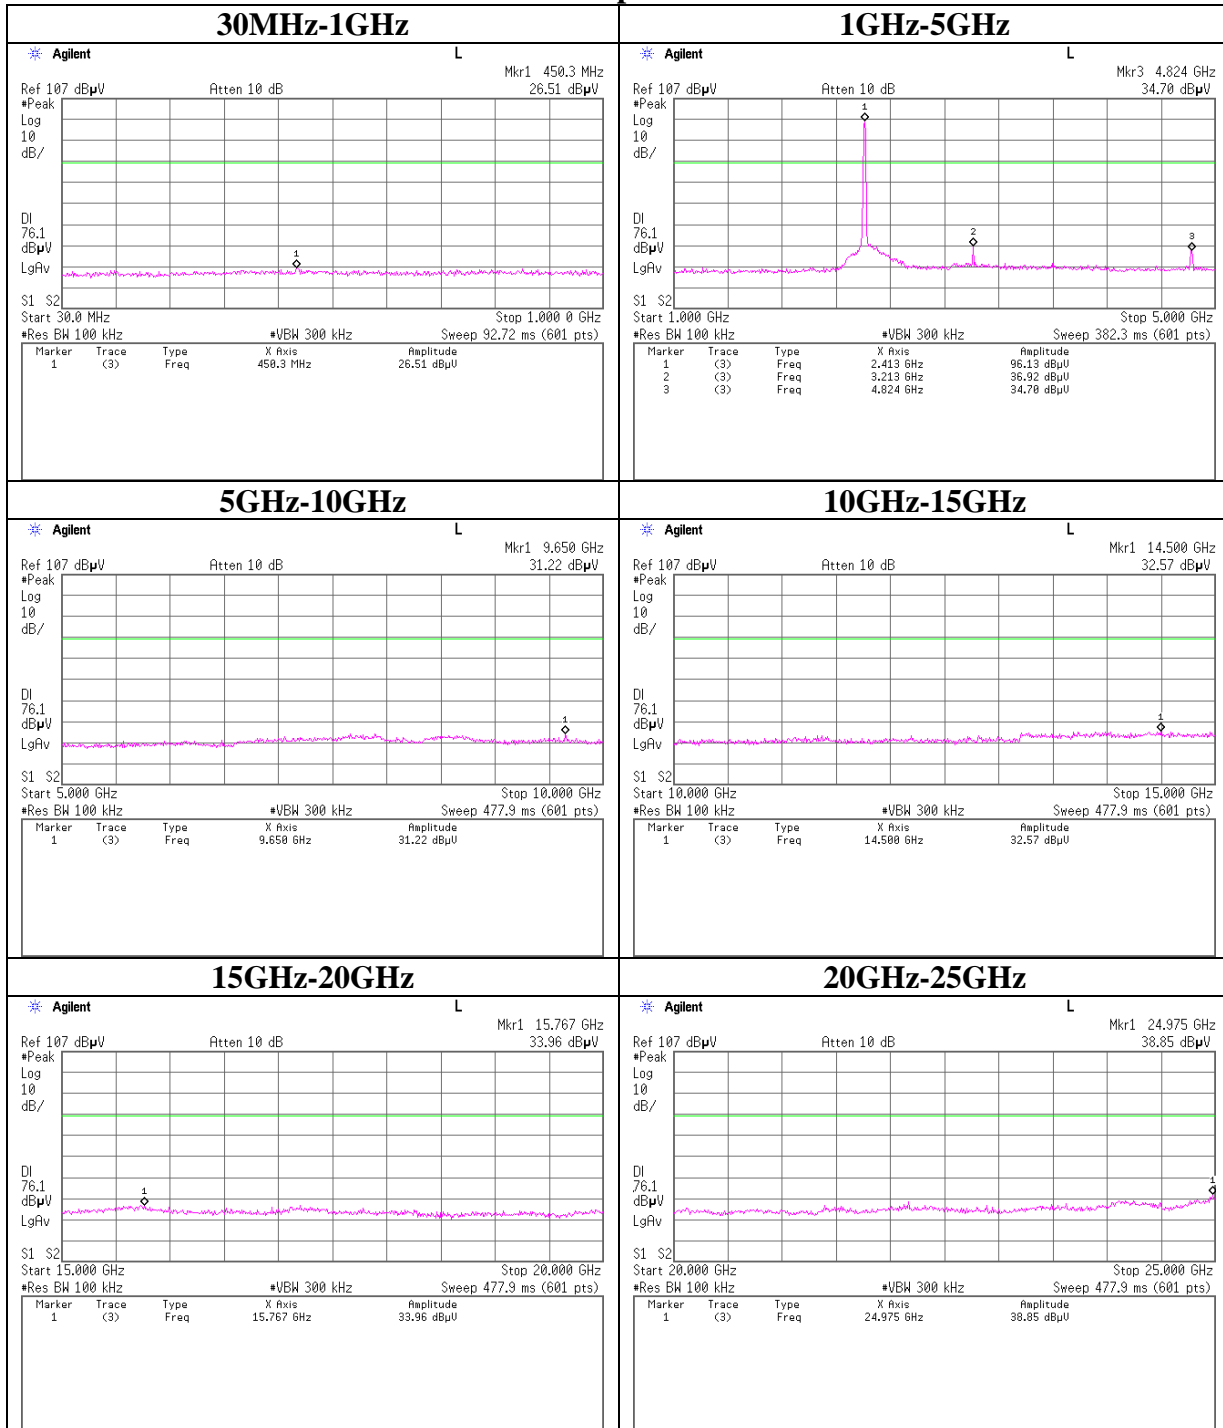 30MHz-1GHz
Agilent L
Mkr1 450.3 MHz
Ref 107 dBµV Atten 10 dB 26.51 dBµV
#Peak
Log
10
dB/
1
DI
76.1
dBµV
LgAv
S1 S2
Start 30.0 MHz Stop 1.000 0 GHz
#Res BW 100 kHz #VBW 300 kHz Sweep 92.72 ms (601 pts)
Marker Trace Type X Axis Amplitude
1 (3) Freq 450.3 MHz 26.51 dBµV
1GHz-5GHz
Agilent L
Mkr3 4.824 GHz
Ref 107 dBµV Atten 10 dB 34.70 dBµV
#Peak
Log
10
dB/
1
2
3
DI
76.1
dBµV
LgAv
S1 S2
Start 1.000 GHz Stop 5.000 GHz
#Res BW 100 kHz #VBW 300 kHz Sweep 382.3 ms (601 pts)
Marker Trace Type X Axis Amplitude
1 (3) Freq 2.413 GHz 96.13 dBµV
2 (3) Freq 3.213 GHz 36.92 dBµV
3 (3) Freq 4.824 GHz 34.70 dBµV
5GHz-10GHz
Agilent L
Mkr1 9.650 GHz
Ref 107 dBµV Atten 10 dB 31.22 dBµV
#Peak
Log
10
dB/
1
DI
76.1
dBµV
LgAv
S1 S2
Start 5.000 GHz Stop 10.000 GHz
#Res BW 100 kHz #VBW 300 kHz Sweep 477.9 ms (601 pts)
Marker Trace Type X Axis Amplitude
1 (3) Freq 9.650 GHz 31.22 dBµV
10GHz-15GHz
Agilent L
Mkr1 14.500 GHz
Ref 107 dBµV Atten 10 dB 32.57 dBµV
#Peak
Log
10
dB/
1
DI
76.1
dBµV
LgAv
S1 S2
Start 10.000 GHz Stop 15.000 GHz
#Res BW 100 kHz #VBW 300 kHz Sweep 477.9 ms (601 pts)
Marker Trace Type X Axis Amplitude
1 (3) Freq 14.500 GHz 32.57 dBµV
15GHz-20GHz
Agilent L
Mkr1 15.767 GHz
Ref 107 dBµV Atten 10 dB 33.96 dBµV
#Peak
Log
10
dB/
1
DI
76.1
dBµV
LgAv
S1 S2
Start 15.000 GHz Stop 20.000 GHz
#Res BW 100 kHz #VBW 300 kHz Sweep 477.9 ms (601 pts)
Marker Trace Type X Axis Amplitude
1 (3) Freq 15.767 GHz 33.96 dBµV
20GHz-25GHz
Agilent L
Mkr1 24.975 GHz
Ref 107 dBµV Atten 10 dB 38.85 dBµV
#Peak
Log
10
dB/
1
DI
76.1
dBµV
LgAv
S1 S2
Start 20.000 GHz Stop 25.000 GHz
#Res BW 100 kHz #VBW 300 kHz Sweep 477.9 ms (601 pts)
Marker Trace Type X Axis Amplitude
1 (3) Freq 24.975 GHz 38.85 dBµV